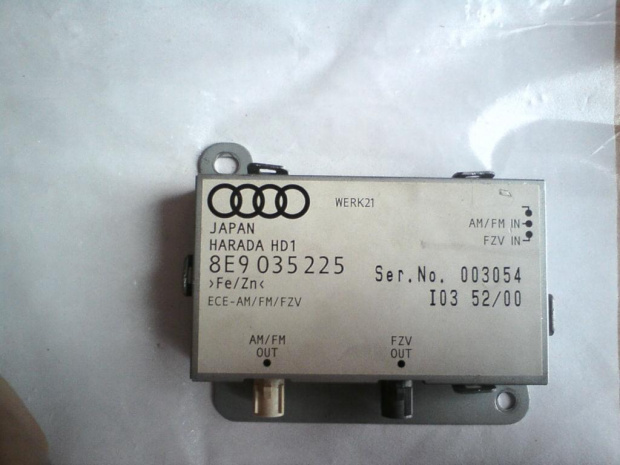 WERK21
JAPAN
AM/FM IN
HARADA HD1
FZV IN
8E9 035 225
Ser.No. 003054
>Fe/Zn<
I03 52/00
ECE-AM/FM/FZV
AM/FM
OUT
FZV
OUT